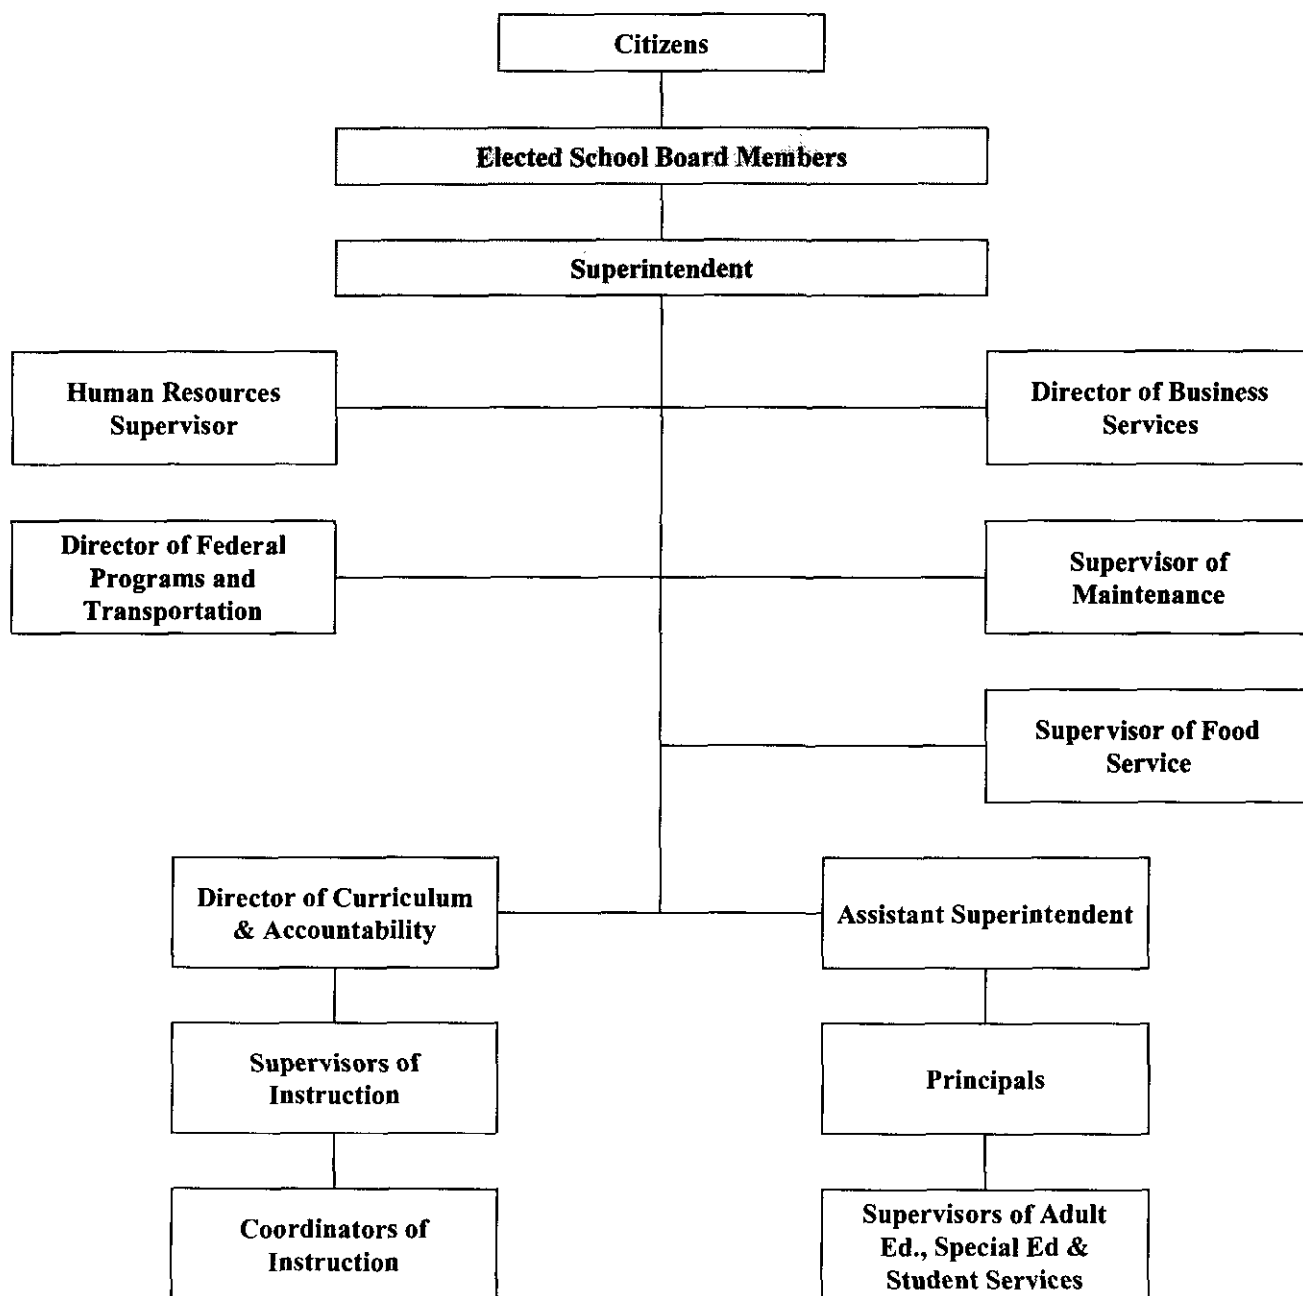 Citizens
Elected School Board Members
Superintendent
Human Resources
Supervisor
Director of Business
Services
Director of Federal
Programs and
Transportation
Supervisor of
Maintenance
Supervisor of Food
Service
Director of Curriculum
& Accountability
Assistant Superintendent
Supervisors of
Instruction
Principals
Coordinators of
Instruction
Supervisors of Adult
Ed., Special Ed &
Student Services